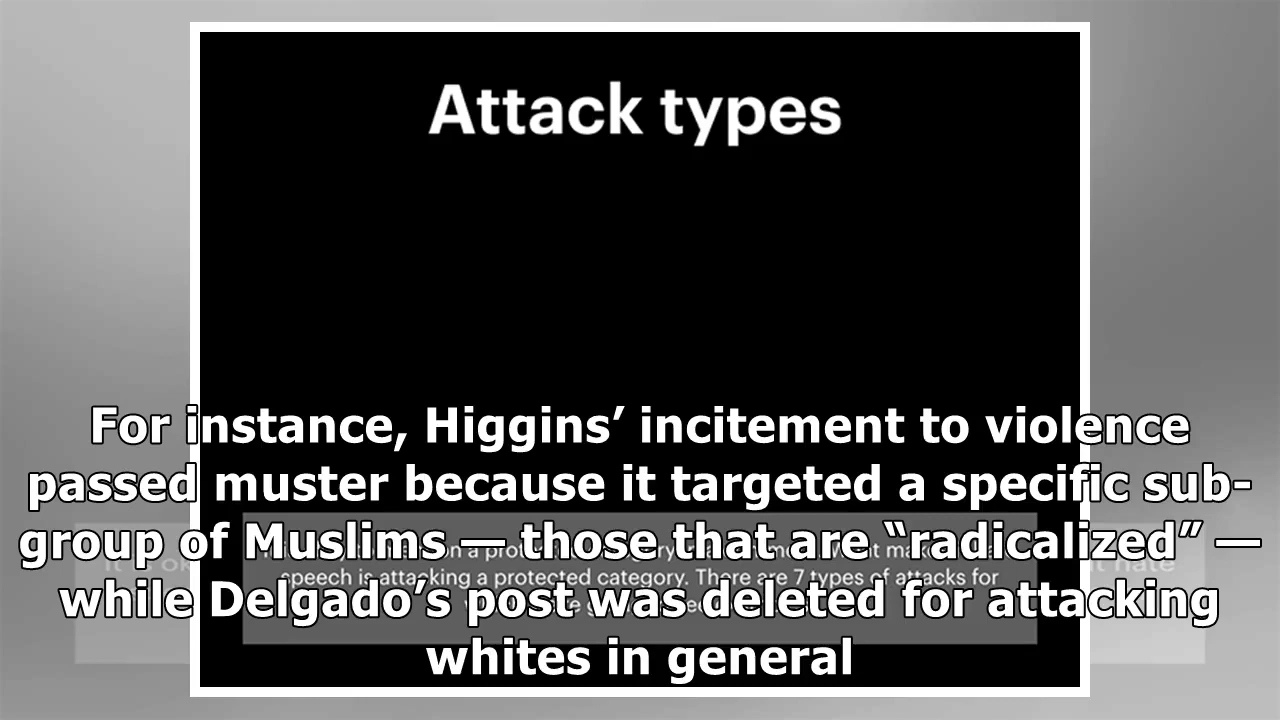 Attack types
For instance, Higgins’ incitement to violence
passed muster because it targeted a specific sub-
group of Muslims — those that are “radicalized” —
while Delgado’s post was deleted for attacking
whites in general
speech is attacking a protected category. There are 7 types of attacks for